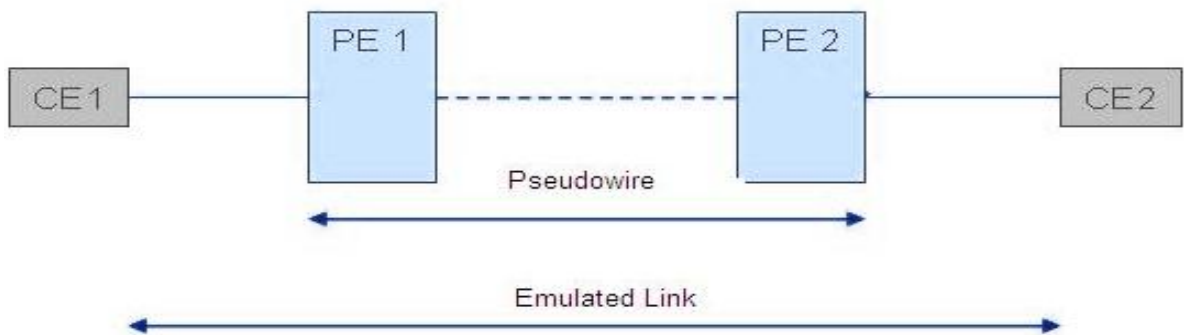 PE 1
PE 2
CE1
CE2
Pseudowire
Emulated Link